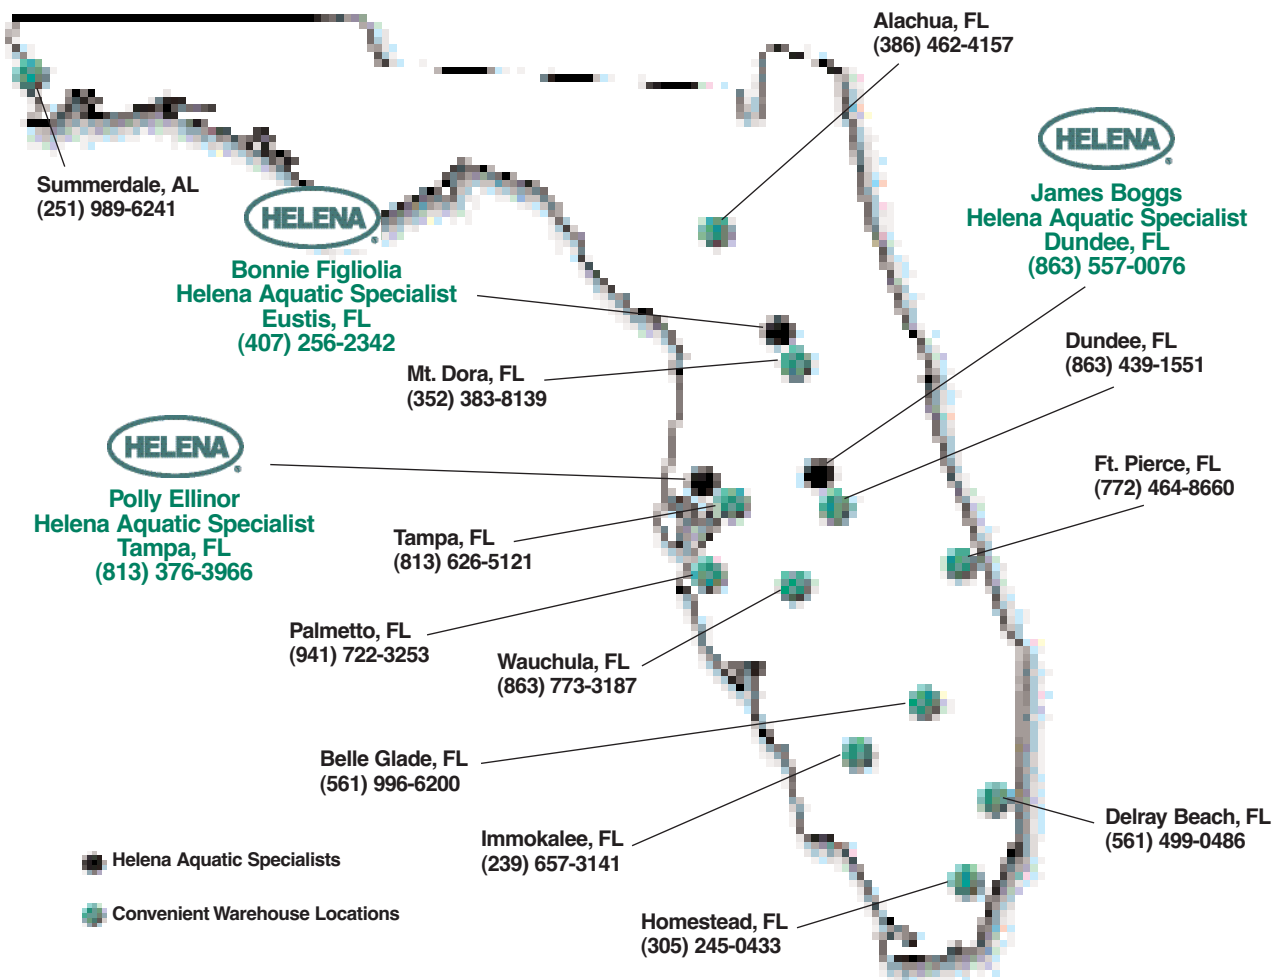 Alachua, FL
(386) 462-4157
HELENA
James Boggs
Helena Aquatic Specialist
Dundee, FL
(863) 557-0076
Summerdale, AL
(251) 989-6241
HELENA
Bonnie Figliolia
Helena Aquatic Specialist
Eustis, FL
(407) 256-2342
Dundee, FL
(863) 439-1551
Mt. Dora, FL
(352) 383-8139
HELENA
Polly Ellinor
Helena Aquatic Specialist
Tampa, FL
(813) 376-3966
Ft. Pierce, FL
(772) 464-8660
Tampa, FL
(813) 626-5121
Palmetto, FL
(941) 722-3253
Wauchula, FL
(863) 773-3187
Belle Glade, FL
(561) 996-6200
Immokalee, FL
(239) 657-3141
Delray Beach, FL
(561) 499-0486
Homestead, FL
(305) 245-0433
Helena Aquatic Specialists
Convenient Warehouse Locations